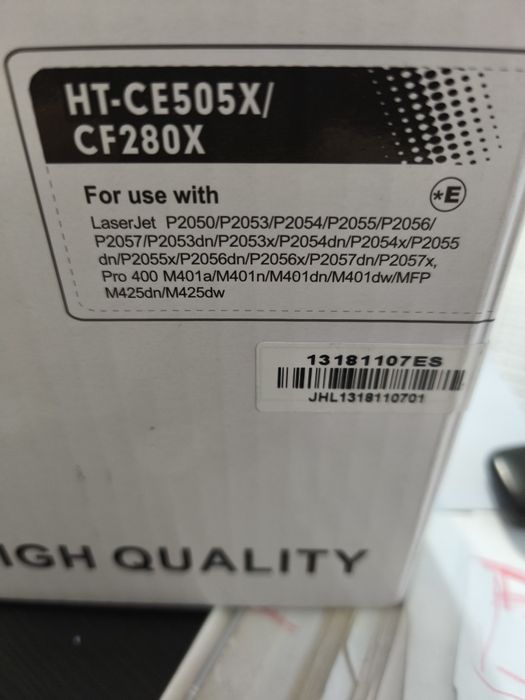 HT-CE505X/
CF280X
For use with
*E
LaserJet P2050/P2053/P2054/P2055/P2056/
P2057/P2053dn/P2053x/P2054dn/P2054x/P2055
dn/P2055x/P2056dn/P2056x/P2057dn/P2057x,
Pro 400 M401a/M401n/M401dn/M401dw/MFP
M425dn/M425dw
13181107ES
JHL1318110701
IGH QUALITY